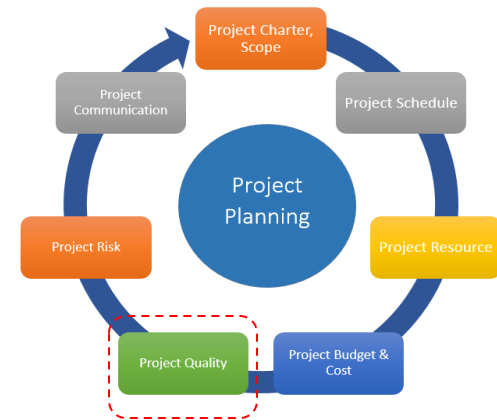 Project Charter,
Scope
Project Schedule
Project Resource
Project Budget &
Cost
Project Quality
Project Risk
Project
Communication
Project
Planning